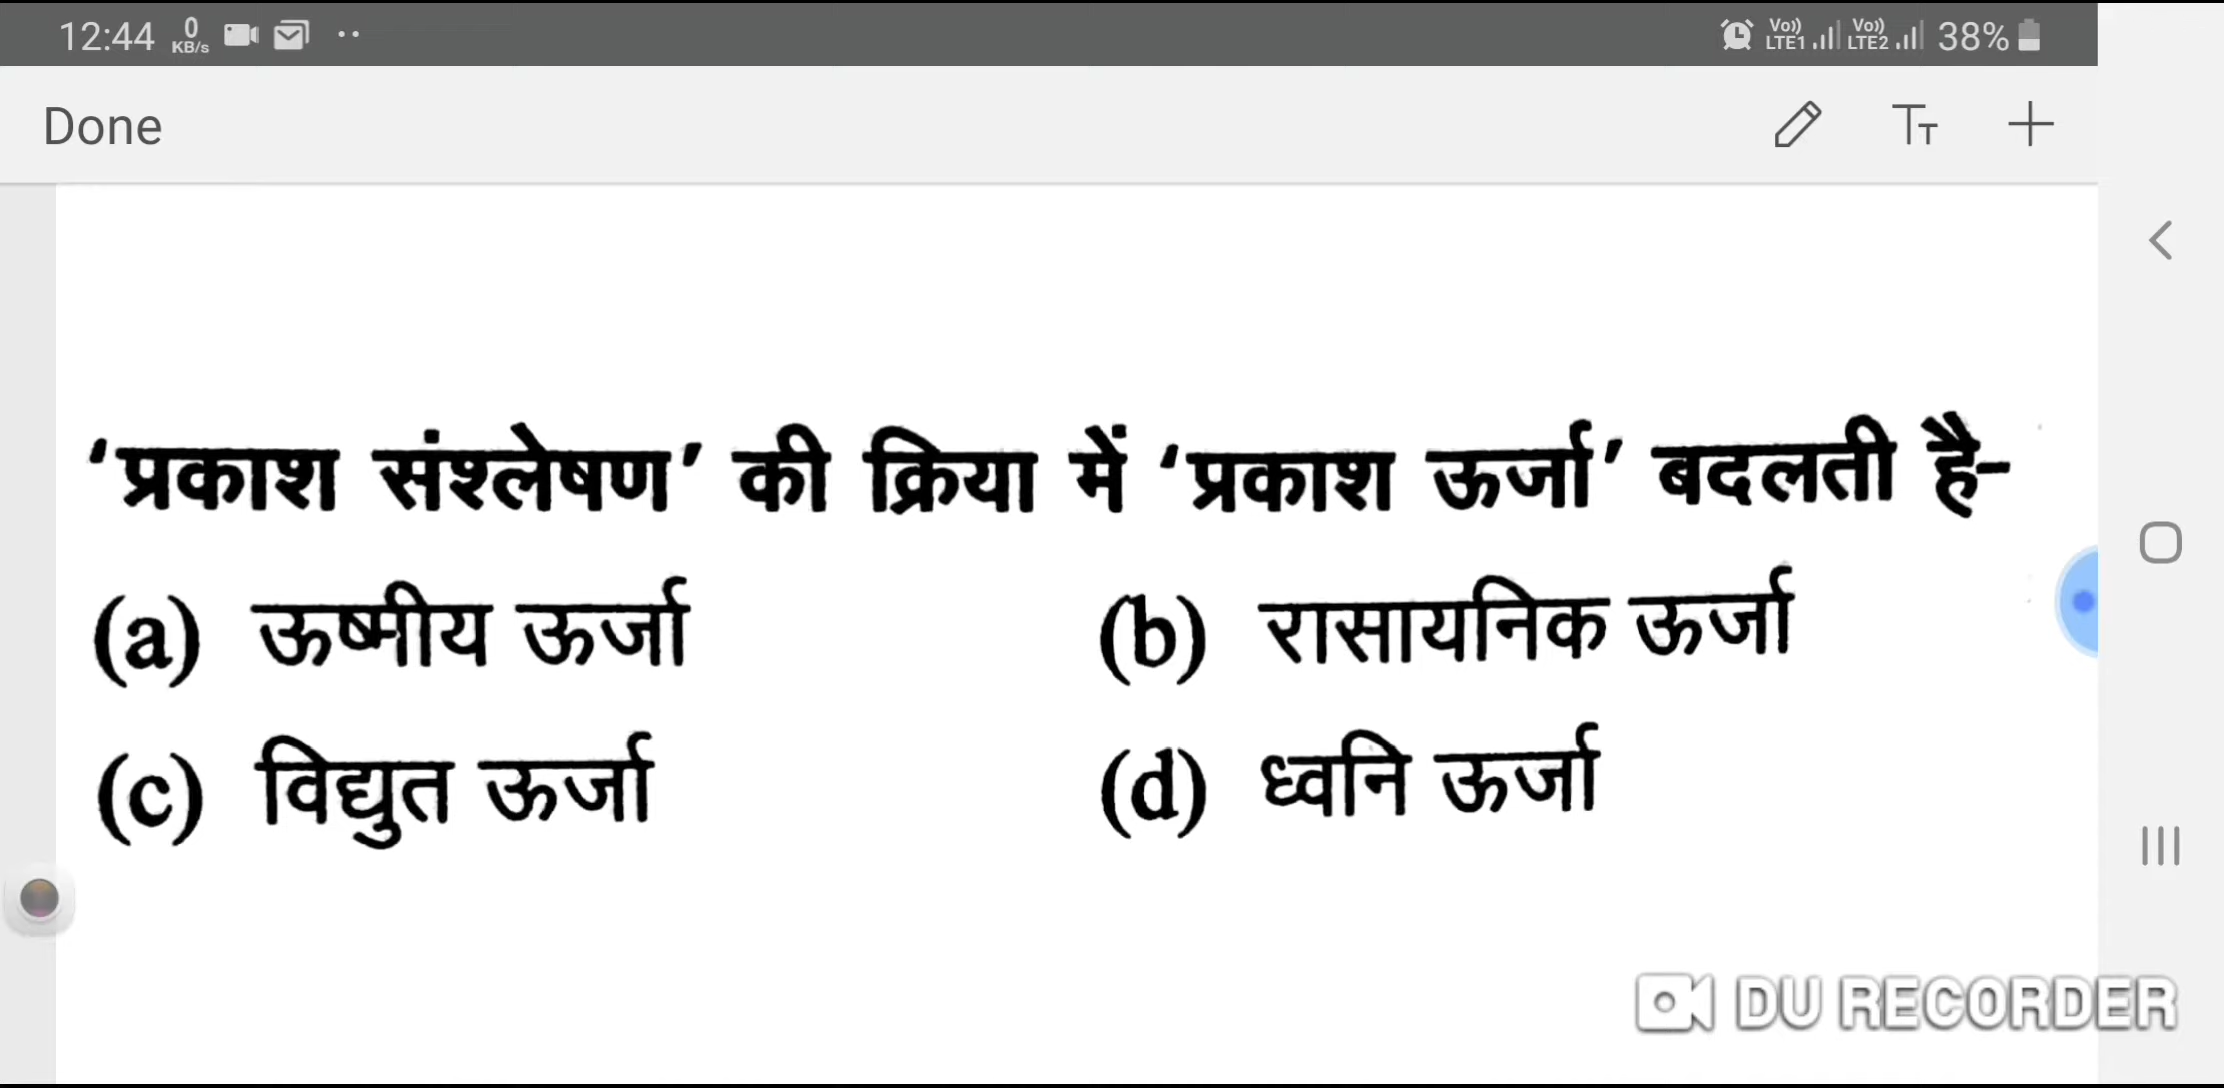 12:44 0 KB/s Vo)) LTE1 Vo)) LTE2 38%
Done TT +
‘प्रकाश संश्लेषण’ की क्रिया में ‘प्रकाश ऊर्जा’ बदलती है-
(a) ऊष्मीय ऊर्जा (b) रासायनिक ऊर्जा
(c) विद्युत ऊर्जा (d) ध्वनि ऊर्जा
DU RECORDER